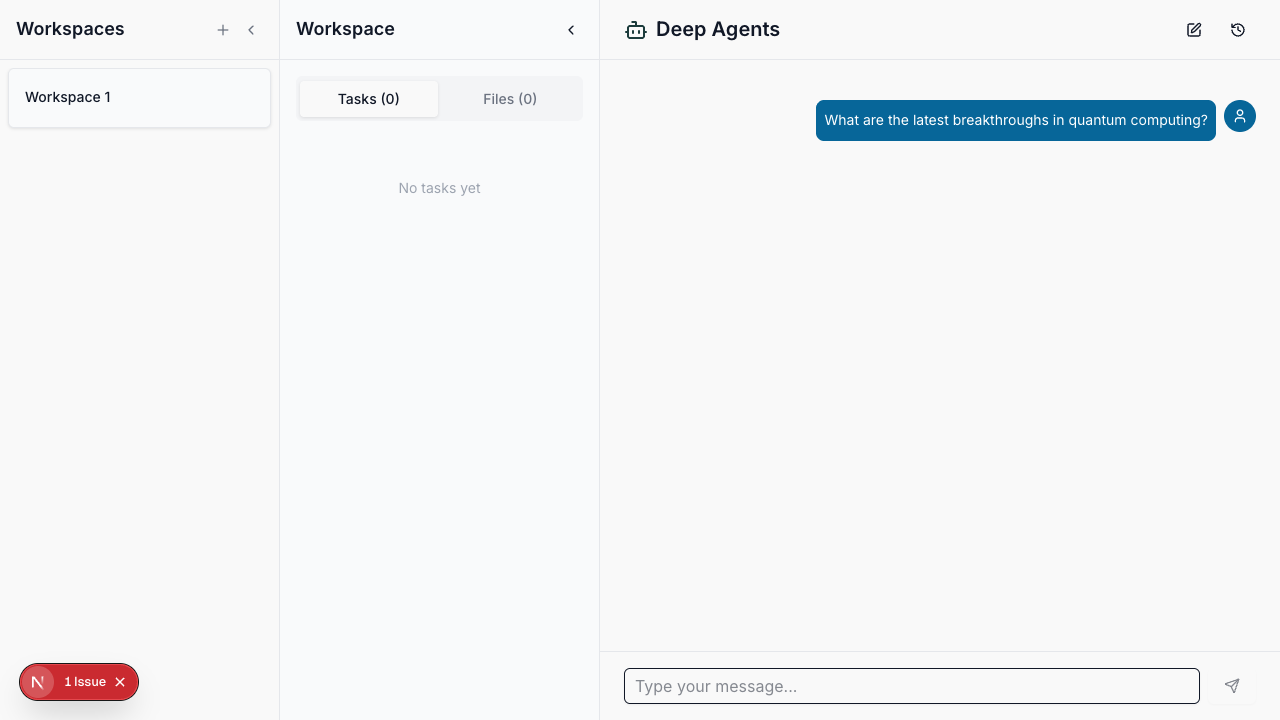 Workspaces
Workspace 1
Workspace
Tasks (0)
Files (0)
No tasks yet
Deep Agents
What are the latest breakthroughs in quantum computing?
Type your message...
N
1 Issue